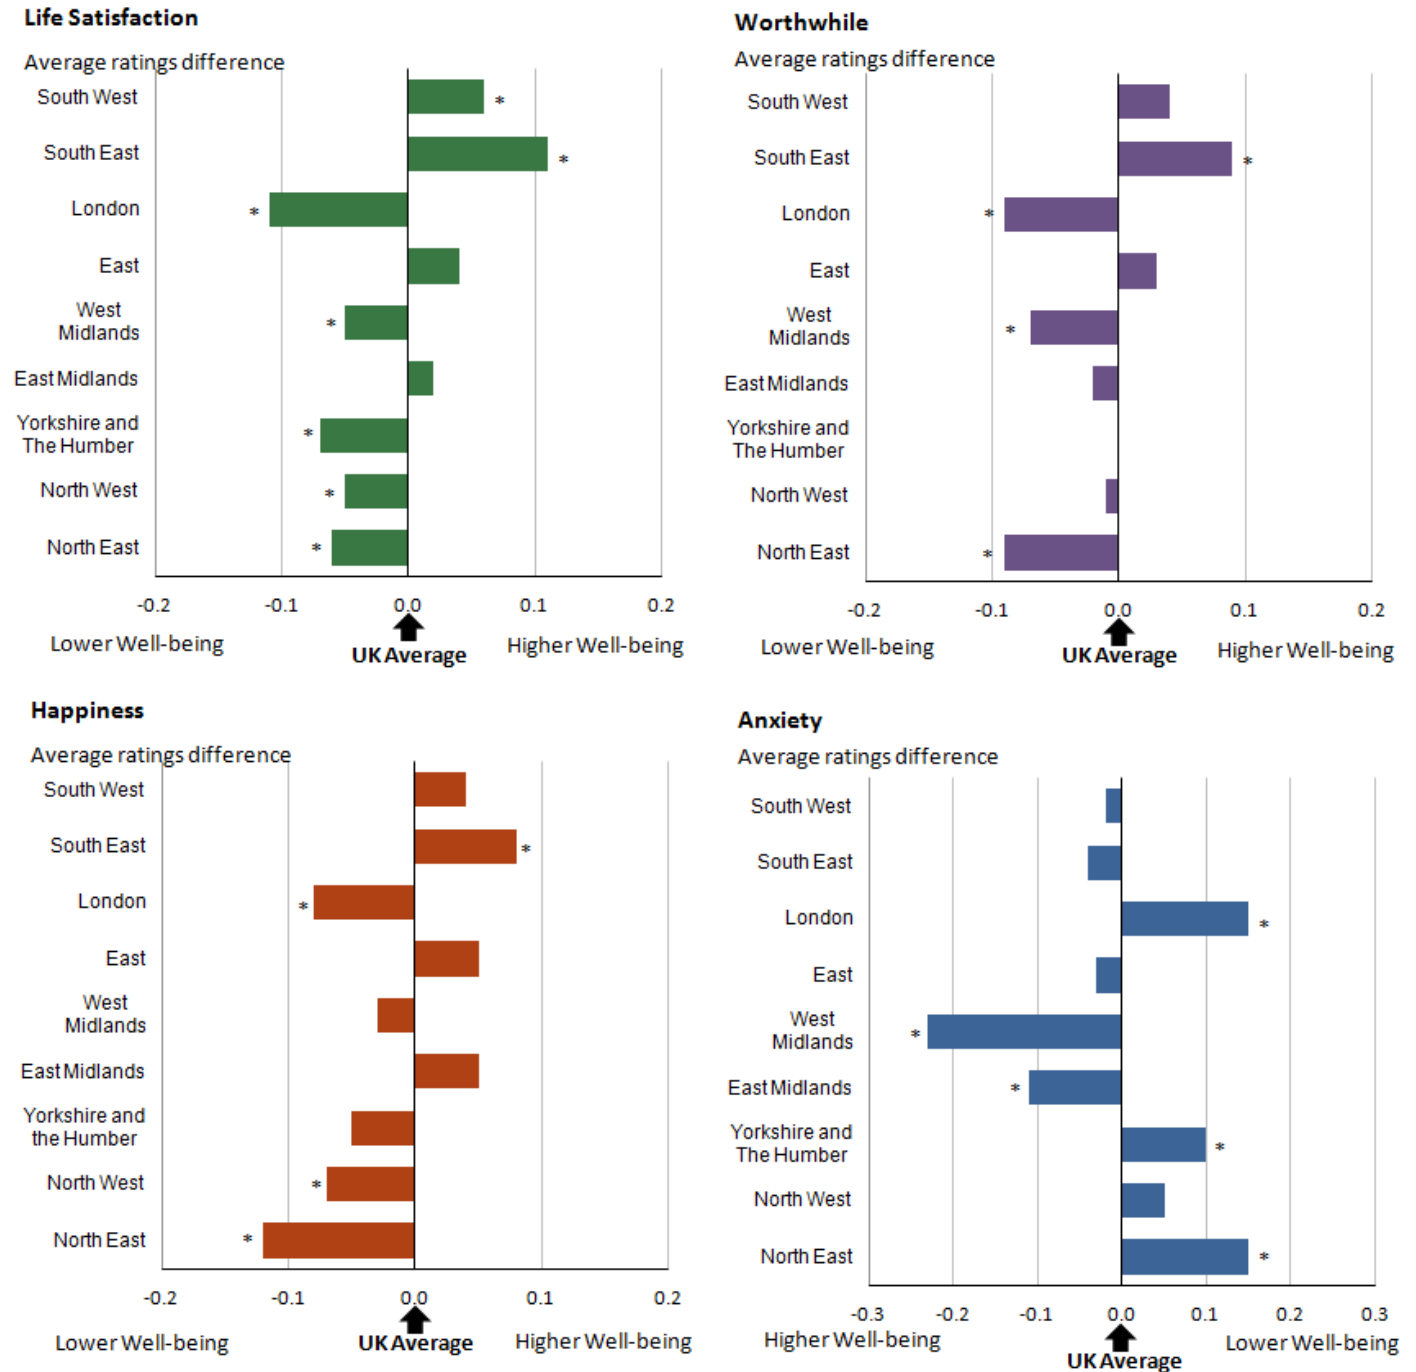 Life Satisfaction
Average ratings difference
South West
*
South East
*
London
*
East
West
Midlands
*
East Midlands
Yorkshire and
The Humber
*
North West
*
North East
*
-0.2 -0.1 0.0 0.1 0.2
Lower Well-being
UK Average
Higher Well-being
Worthwhile
Average ratings difference
South West
South East
*
London
*
East
West
Midlands
*
East Midlands
Yorkshire and
The Humber
North West
North East
*
-0.2 -0.1 0.0 0.1 0.2
Lower Well-being
UK Average
Higher Well-being
Happiness
Average ratings difference
South West
South East
*
London
*
East
West
Midlands
East Midlands
Yorkshire and
the Humber
North West
*
North East
*
-0.2 -0.1 0.0 0.1 0.2
Lower Well-being
UK Average
Higher Well-being
Anxiety
Average ratings difference
South West
South East
London
*
East
West
Midlands
*
East Midlands
*
Yorkshire and
The Humber
*
North West
North East
*
-0.3 -0.2 -0.1 0.0 0.1 0.2 0.3
Higher Well-being
UK Average
Lower Well-being